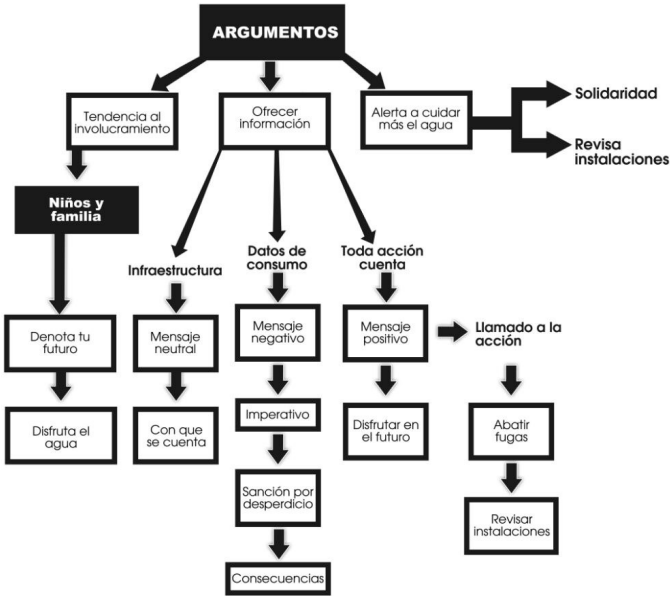 ARGUMENTOS
Tendencia al
involucramiento
Ofrecer
información
Alerta a cuidar
más el agua
Solidaridad
Revisa
instalaciones
Niños y
familia
Infraestructura
Datos de
consumo
Toda acción
cuenta
Denota tu
futuro
Mensaje
neutral
Mensaje
negativo
Mensaje
positivo
Llamado a la
acción
Disfruta el
agua
Con que
se cuenta
Imperativo
Disfrutar en
el futuro
Abatir
fugas
Sanción por
desperdicio
Revisar
instalaciones
Consecuencias